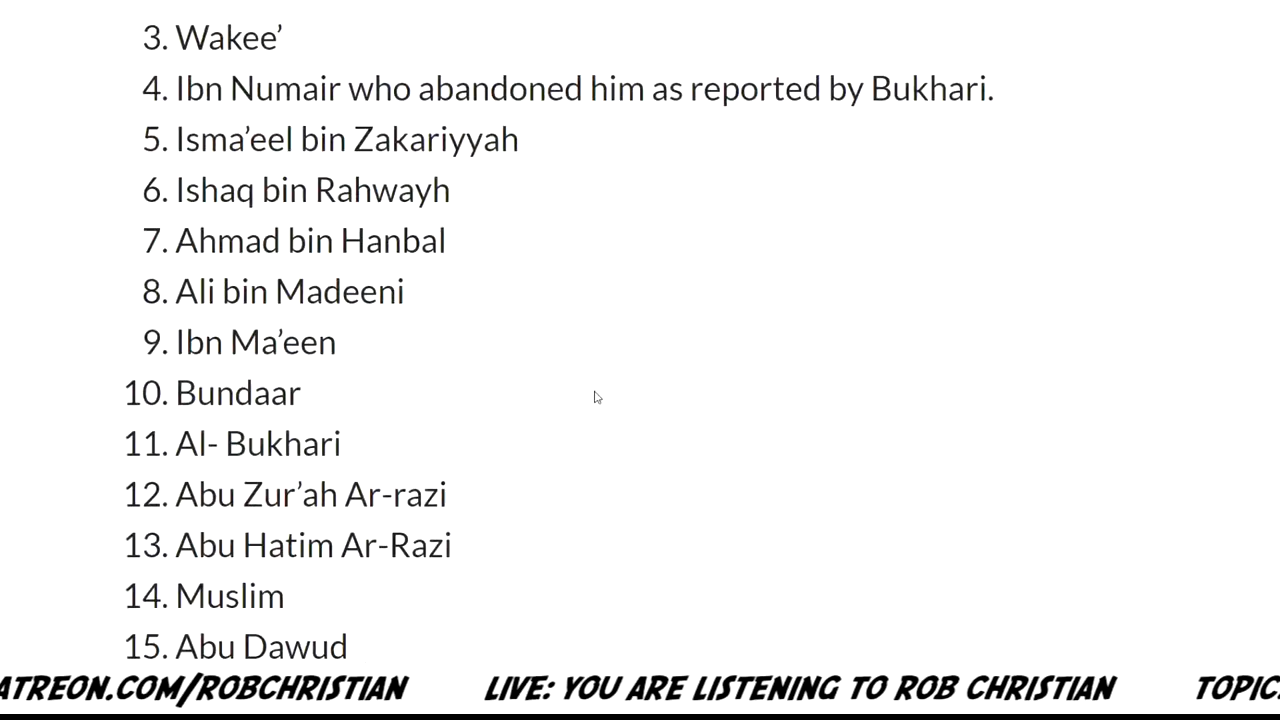 3. Wakee’
4. Ibn Numair who abandoned him as reported by Bukhari.
5. Isma’eel bin Zakariyyah
6. Ishaq bin Rahwayh
7. Ahmad bin Hanbal
8. Ali bin Madeeni
9. Ibn Ma’een
10. Bundaar
11. Al- Bukhari
12. Abu Zur’ah Ar-razi
13. Abu Hatim Ar-Razi
14. Muslim
15. Abu Dawud
ATREON.COM/ROBCHRISTIAN LIVE: YOU ARE LISTENING TO ROB CHRISTIAN TOPIC: